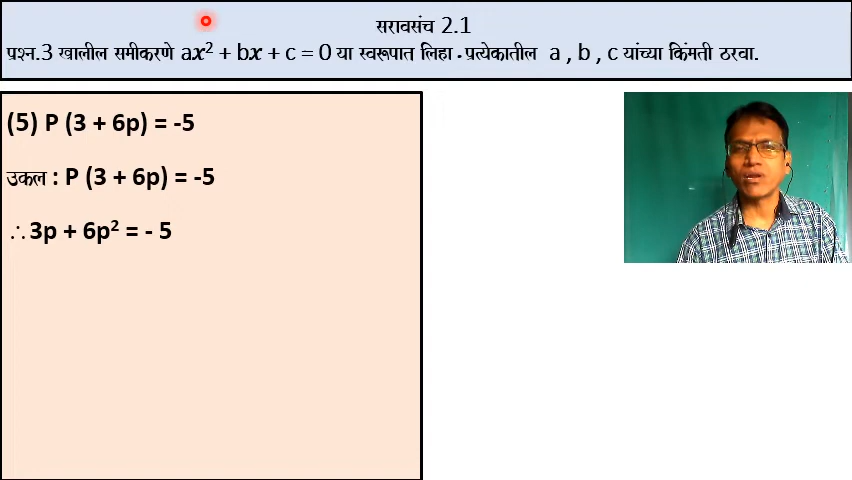 सरावसंच 2.1
प्रश्न.3 खालील समीकरणे ax² + bx + c = 0 या स्वरूपात लिहा . प्रत्येकातील a , b , c यांच्या किंमती ठरवा.
(5) P (3 + 6p) = -5
उकल : P (3 + 6p) = -5
∴ 3p + 6p² = - 5